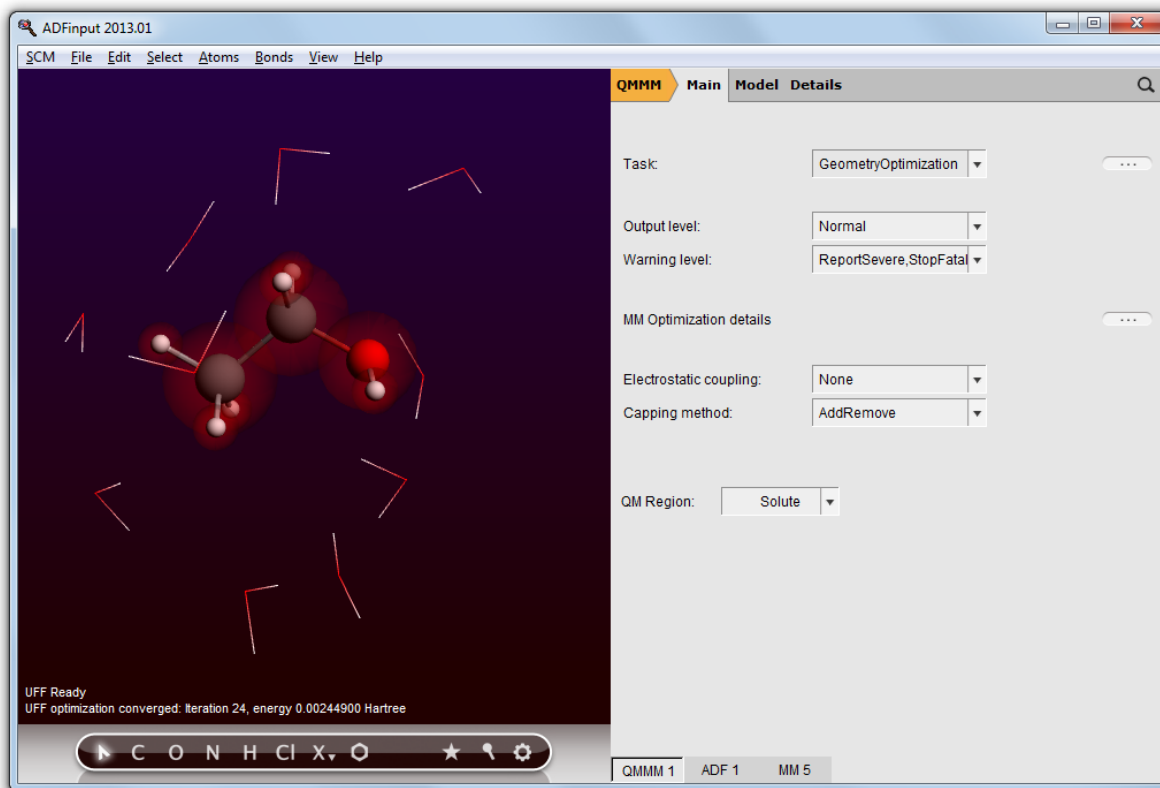 ADFinput 2013.01
SCM File Edit Select Atoms Bonds View Help
QMMM Main Model Details
Task: GeometryOptimization ...
Output level: Normal
Warning level: ReportSevere,StopFatal
MM Optimization details ...
Electrostatic coupling: None
Capping method: AddRemove
QM Region: Solute
UFF Ready
UFF optimization converged: Iteration 24, energy 0.00244900 Hartree
C O N H Cl X
QMMM 1 ADF 1 MM 5